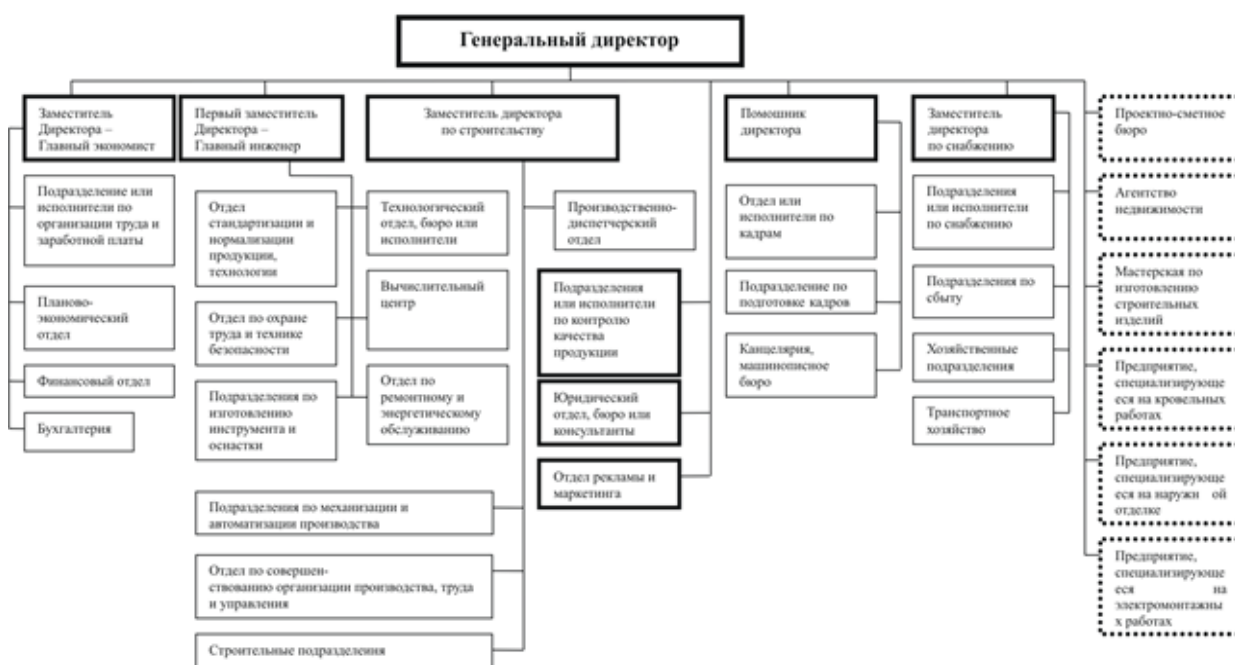 Генеральный директор
Заместитель
Директора –
Главный экономист
Первый заместитель
Директора –
Главный инженер
Заместитель директора
по строительству
Помошник
директора
Заместитель
директора
по снабжению
Проектно-сметное
бюро
Подразделение или
исполнители по
организации труда и
заработной платы
Планово-
экономический
отдел
Финансовый отдел
Бухгалтерия
Отдел
стандартизации и
нормализации
продукции,
технологии
Отдел по охране
труда и технике
безопасности
Подразделения по
изготовлению
инструмента и
оснастки
Технологический
отдел, бюро или
исполнители
Вычислительный
центр
Отдел по
ремонтному и
энергетическому
обслуживанию
Производственно-
диспетчерский
отдел
Подразделения
или исполнители
по контролю
качества
продукции
Юридический
отдел, бюро или
консультанты
Отдел рекламы и
маркетинга
Подразделения по механизации и
автоматизации производства
Отдел по совершен-
ствованию организации производства, труда
и управления
Строительные подразделения
Отдел или
исполнители по
кадрам
Подразделение по
подготовке кадров
Канцелярия,
машинописное
бюро
Подразделения
или исполнители
по снабжению
Подразделения по
сбыту
Хозяйственные
подразделения
Транспортное
хозяйство
Агентство
недвижимости
Мастерская по
изготовлению
строительных
изделий
Предприятие,
специализирующе
еся на кровельных
работах
Предприятие,
специализирующе
еся на наружн ой
отделке
Предприятие,
специализирующе
еся на
электромонтажны
х работах